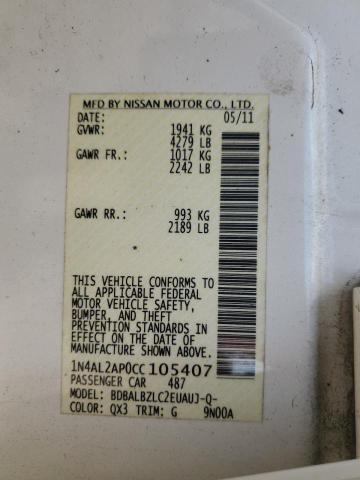 MFD BY NISSAN MOTOR CO., LTD.
DATE: 05/11
GVWR: 1941 KG
4279 LB
GAWR FR.: 1017 KG
2242 LB
GAWR RR.: 993 KG
2189 LB
THIS VEHICLE CONFORMS TO
ALL APPLICABLE FEDERAL
MOTOR VEHICLE SAFETY,
BUMPER, AND THEFT
PREVENTION STANDARDS IN
EFFECT ON THE DATE OF
MANUFACTURE SHOWN ABOVE.
1N4AL2AP0CC105407
PASSENGER CAR 487
MODEL: BDBALBZLC2EUAUJ-Q-
COLOR: QX3 TRIM: G 9N00A